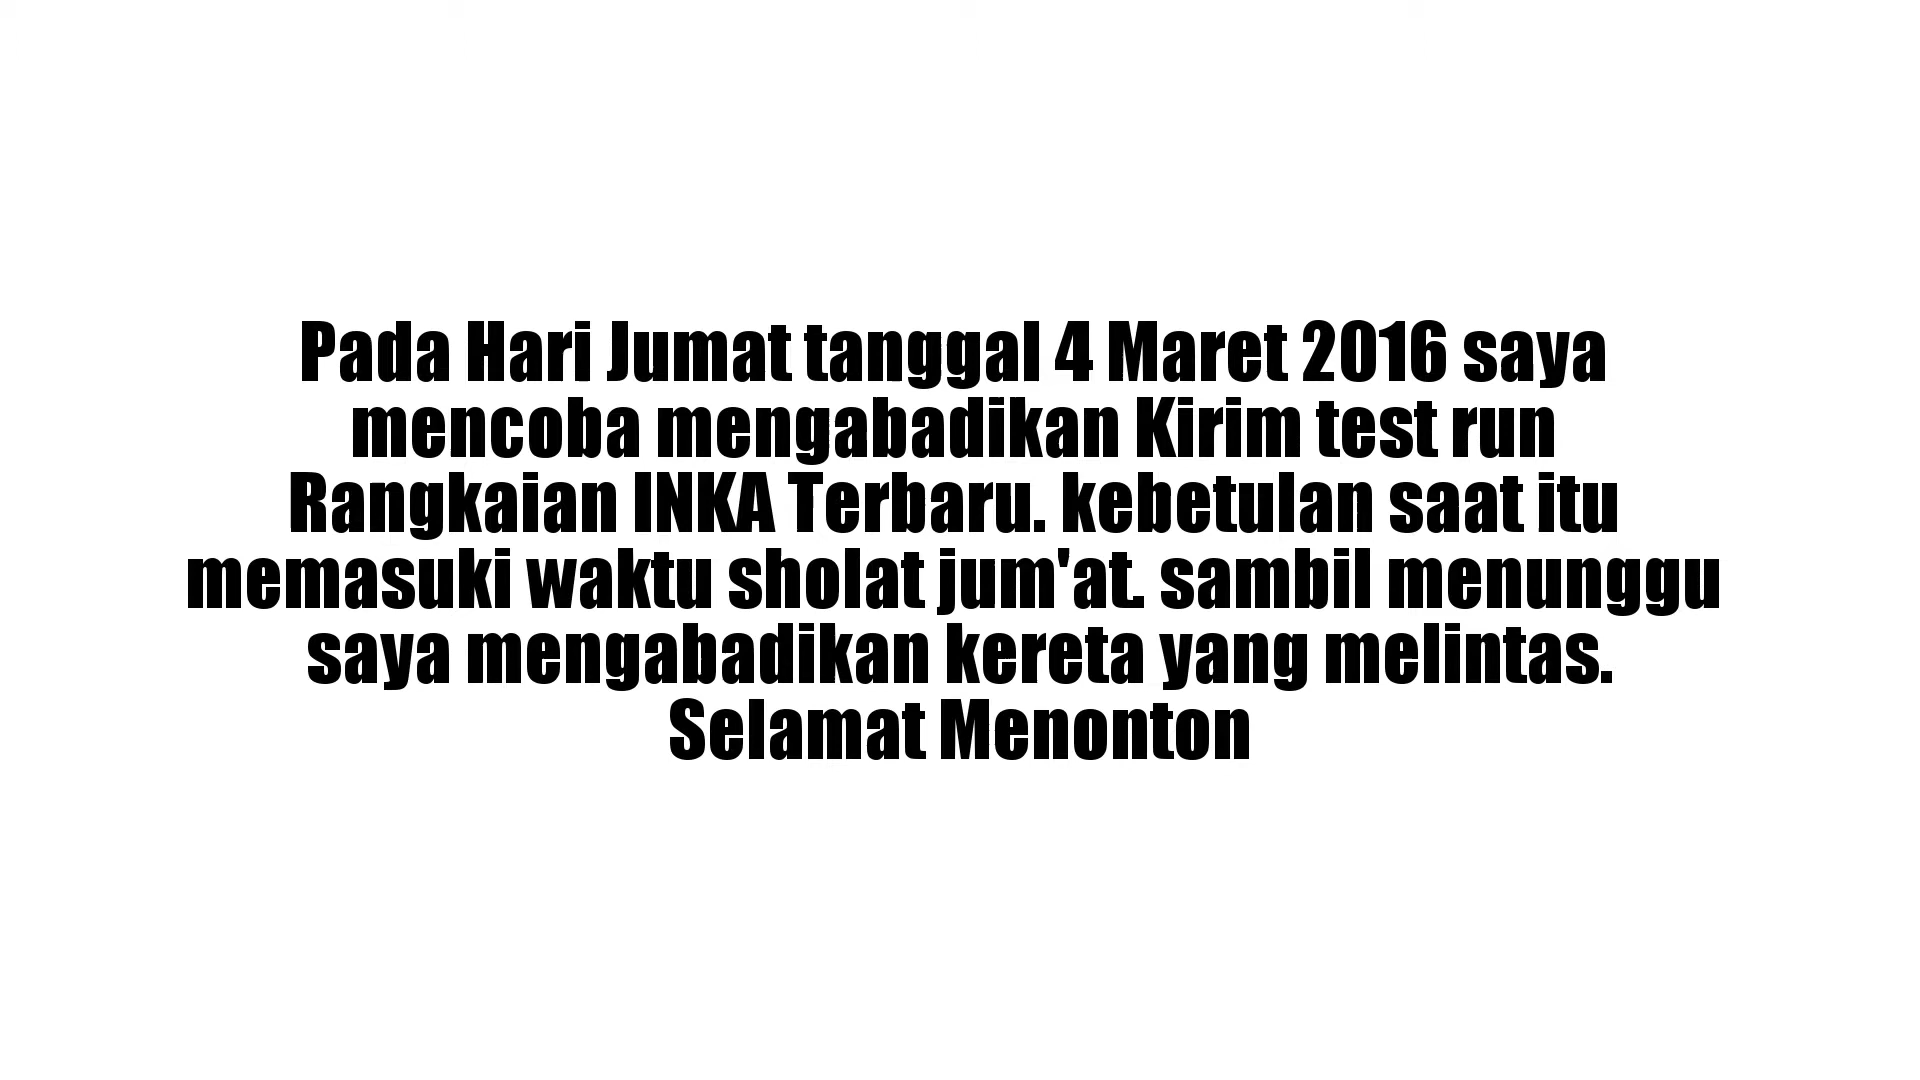 Pada Hari Jumat tanggal 4 Maret 2016 saya
mencoba mengabadikan Kirim test run
Rangkaian INKA Terbaru. kebetulan saat itu
memasuki waktu sholat jum'at. sambil menunggu
saya mengabadikan kereta yang melintas.
Selamat Menonton